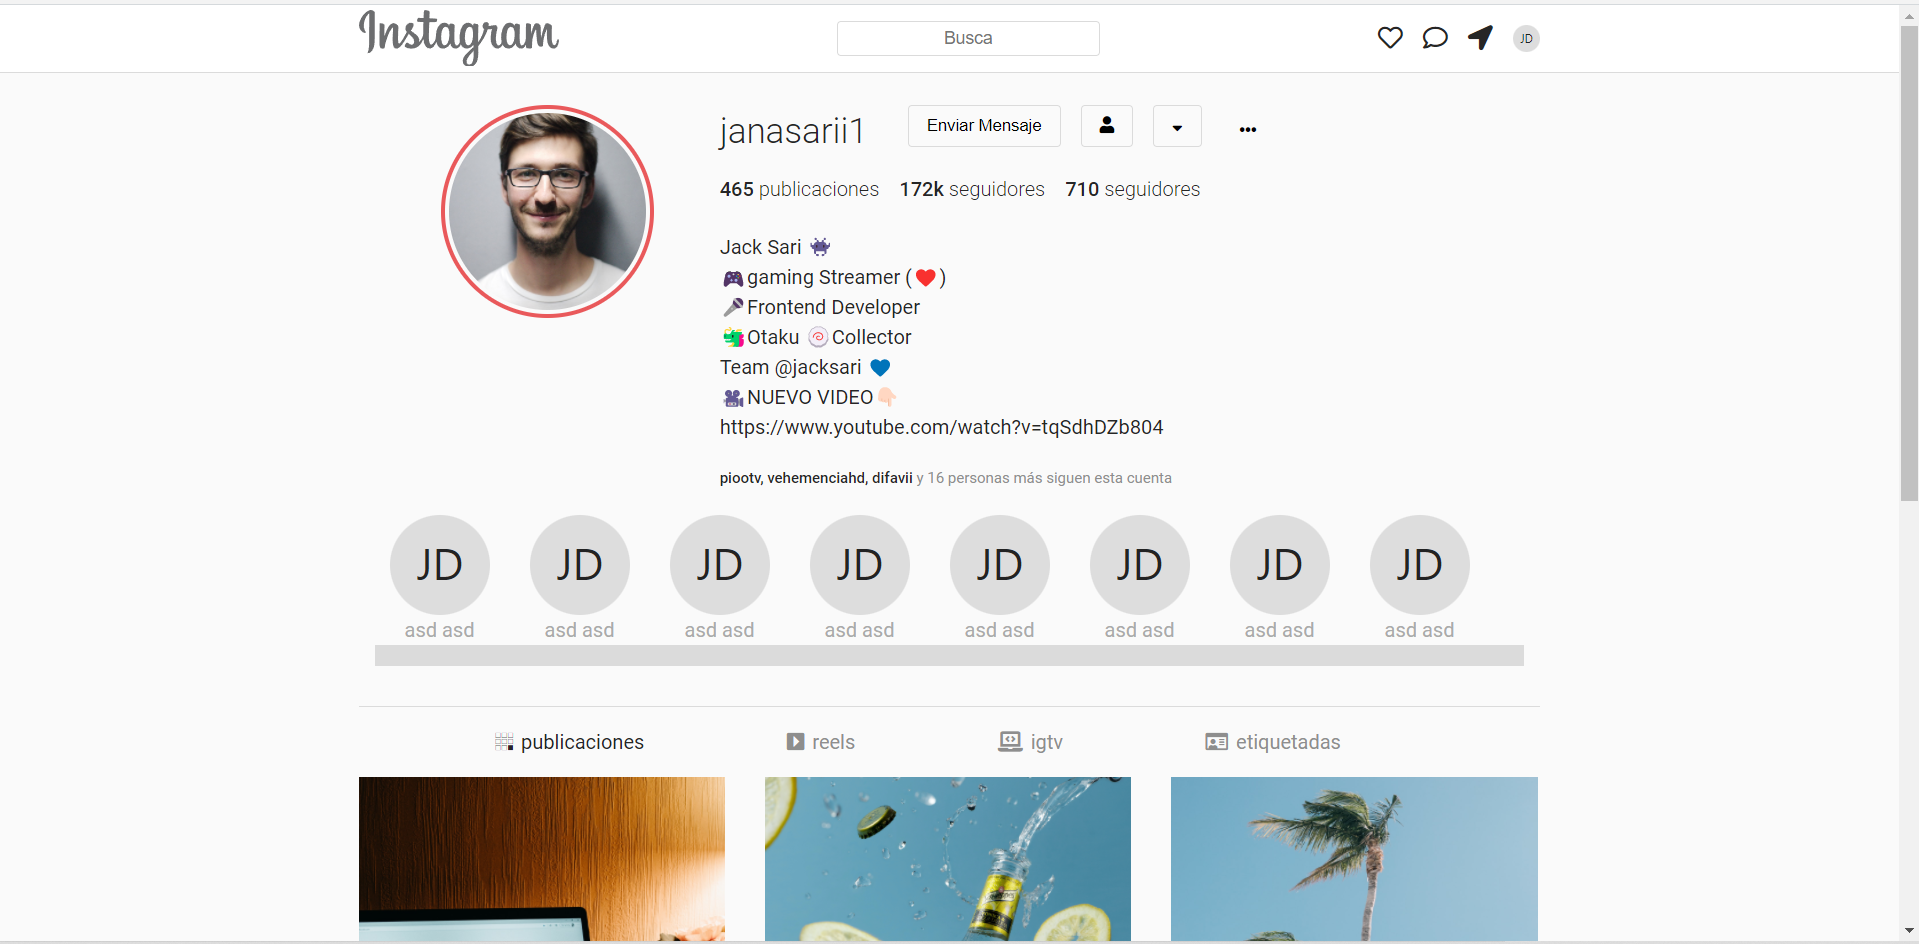 Instagram
Busca
JD
janasarii1
Enviar Mensaje
465 publicaciones 172k seguidores 710 seguidores
Jack Sari 👾
🎮gaming Streamer (❤️)
🎤Frontend Developer
🐲Otaku 🍥Collector
Team @jacksari 💙
🎥NUEVO VIDEO👇🏻
https://www.youtube.com/watch?v=tqSdhDZb804
piootv, vehemenciahd, difavii y 16 personas más siguen esta cuenta
JD JD JD JD JD JD JD JD
asd asd asd asd asd asd asd asd asd asd asd asd asd asd asd asd
publicaciones reels igtv etiquetadas